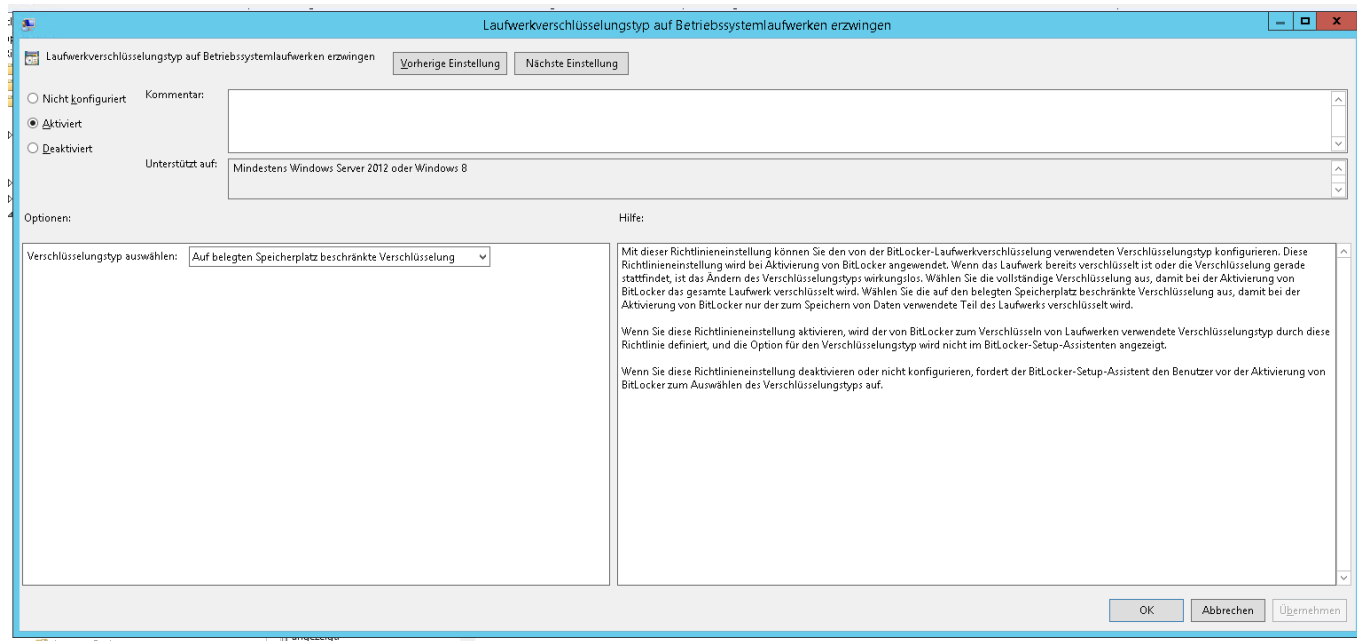 Laufwerkverschlüsselungstyp auf Betriebssystemlaufwerken erzwingen
Laufwerkverschlüsselungstyp auf Betriebssystemlaufwerken erzwingen
Vorherige Einstellung
Nächste Einstellung
Nicht konfiguriert
Aktiviert
Deaktiviert
Kommentar:
Unterstützt auf:
Mindestens Windows Server 2012 oder Windows 8
Optionen:
Hilfe:
Verschlüsselungstyp auswählen:
Auf belegten Speicherplatz beschränkte Verschlüsselung
Mit dieser Richtlinieneinstellung können Sie den von der BitLocker-Laufwerkverschlüsselung verwendeten Verschlüsselungstyp konfigurieren. Diese
Richtlinieneinstellung wird bei Aktivierung von BitLocker angewendet. Wenn das Laufwerk bereits verschlüsselt ist oder die Verschlüsselung gerade
stattfindet, ist das Ändern des Verschlüsselungstyps wirkungslos. Wählen Sie die vollständige Verschlüsselung aus, damit bei der Aktivierung von
BitLocker das gesamte Laufwerk verschlüsselt wird. Wählen Sie die auf den belegten Speicherplatz beschränkte Verschlüsselung aus, damit bei der
Aktivierung von BitLocker nur der zum Speichern von Daten verwendete Teil des Laufwerks verschlüsselt wird.
Wenn Sie diese Richtlinieneinstellung aktivieren, wird der von BitLocker zum Verschlüsseln von Laufwerken verwendete Verschlüsselungstyp durch diese
Richtlinie definiert, und die Option für den Verschlüsselungstyp wird nicht im BitLocker-Setup-Assistenten angezeigt.
Wenn Sie diese Richtlinieneinstellung deaktivieren oder nicht konfigurieren, fordert der BitLocker-Setup-Assistent den Benutzer vor der Aktivierung von
BitLocker zum Auswählen des Verschlüsselungstyps auf.
OK
Abbrechen
Übernehmen